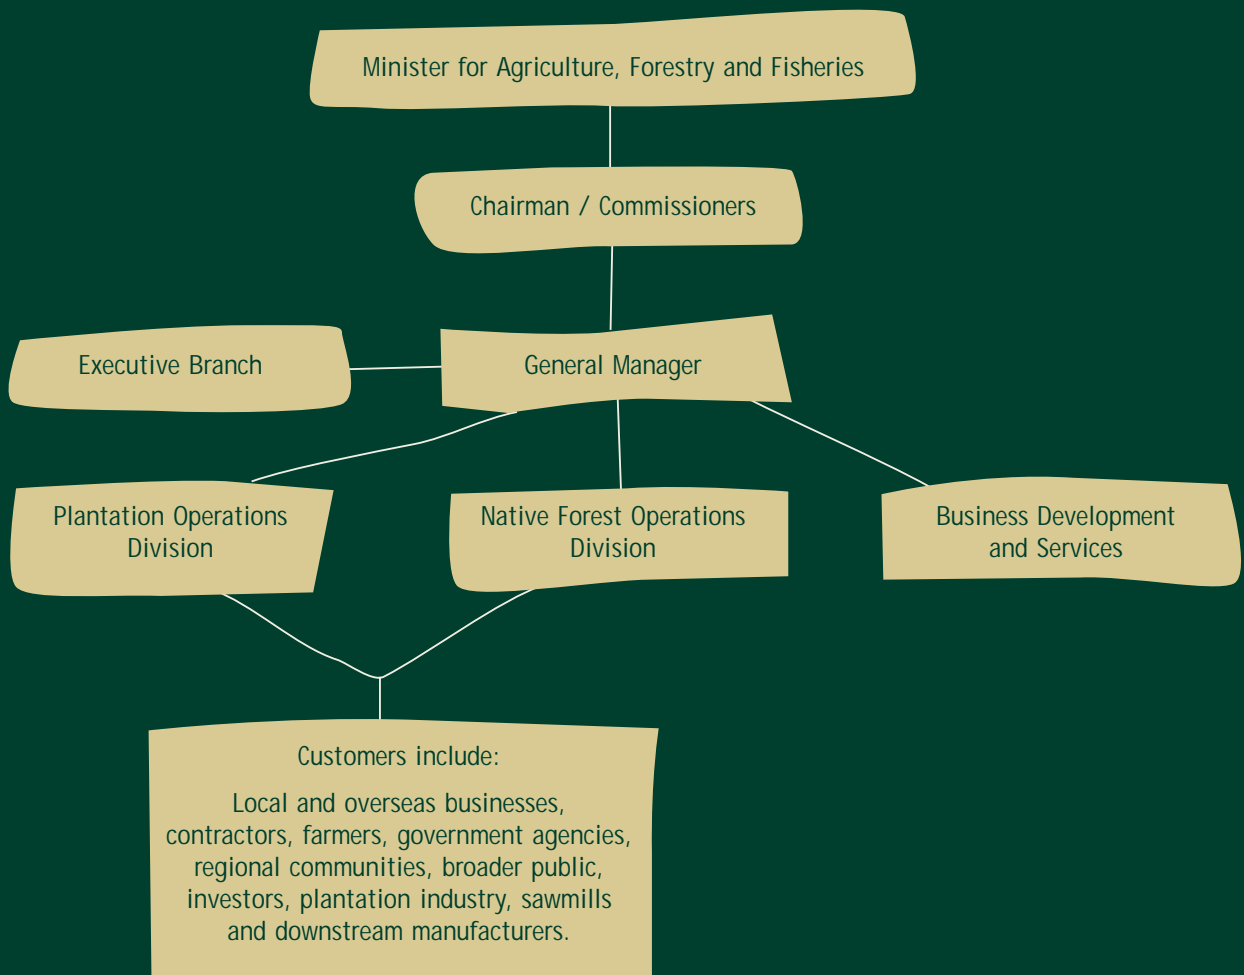 Minister for Agriculture, Forestry and Fisheries
Chairman / Commissioners
Executive Branch
General Manager
Plantation Operations
Division
Native Forest Operations
Division
Business Development
and Services
Customers include:
Local and overseas businesses,
contractors, farmers, government agencies,
regional communities, broader public,
investors, plantation industry, sawmills
and downstream manufacturers.